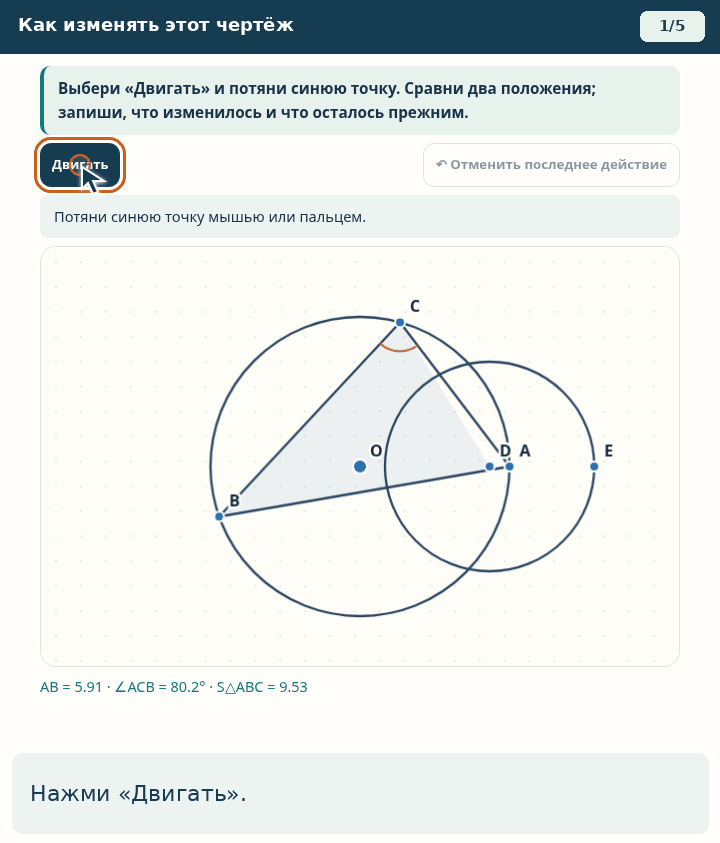 Как изменять этот чертёж
1/5
Выбери «Двигать» и потяни синюю точку. Сравни два положения;
запиши, что изменилось и что осталось прежним.
Двигать
↶ Отменить последнее действие
Потяни синюю точку мышью или пальцем.
C
O
D
A
E
B
AB = 5.91 · ∠ACB = 80.2° · S△ABC = 9.53
Нажми «Двигать».